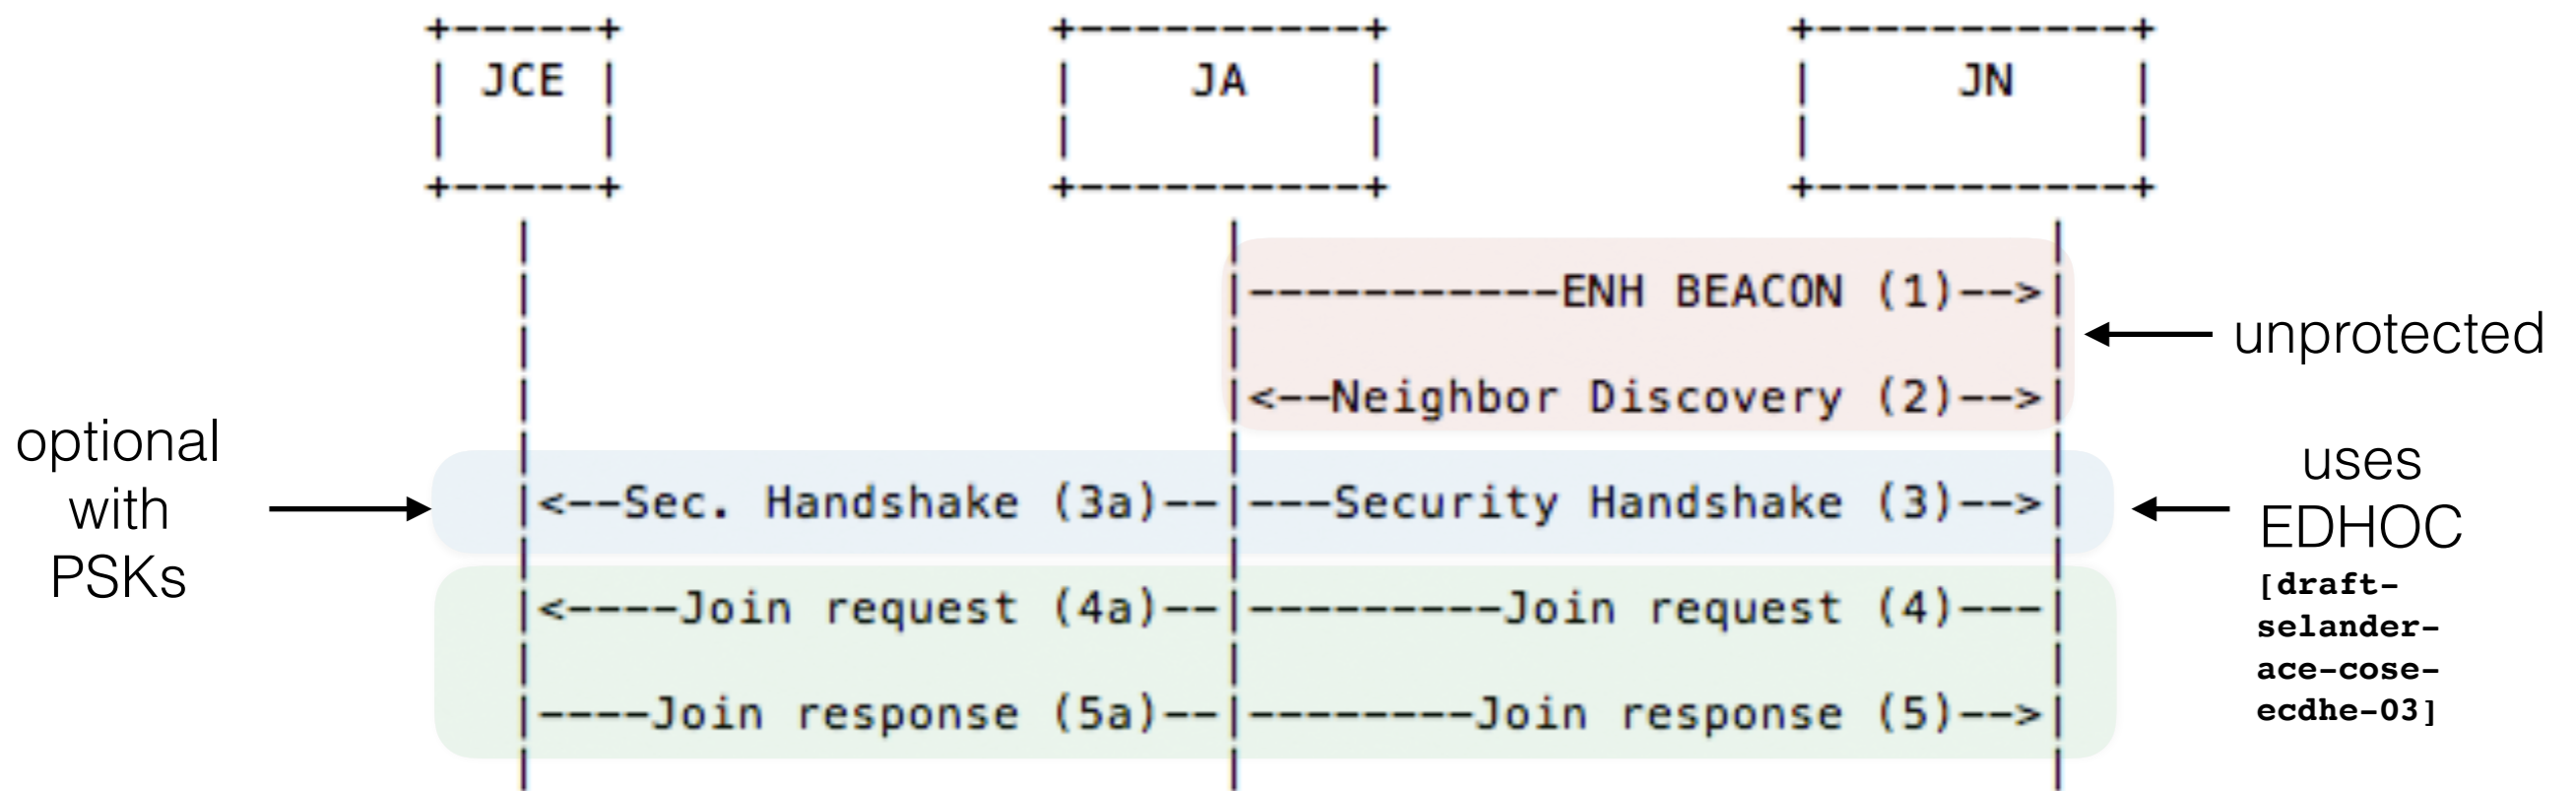 +-----+ +----------+ +-----------+
| JCE | | JA | | JN |
| | | | | |
+-----+ +----------+ +-----------+
|-----------ENH BEACON (1)-->|
unprotected
|<--Neighbor Discovery (2)-->|
optional
with
PSKs
|<--Sec. Handshake (3a)--|---Security Handshake (3)-->|
uses
EDHOC
[draft-
selander-
ace-cose-
ecdhe-03]
|<----Join request (4a)--|---------Join request (4)---|
|----Join response (5a)--|--------Join response (5)-->|